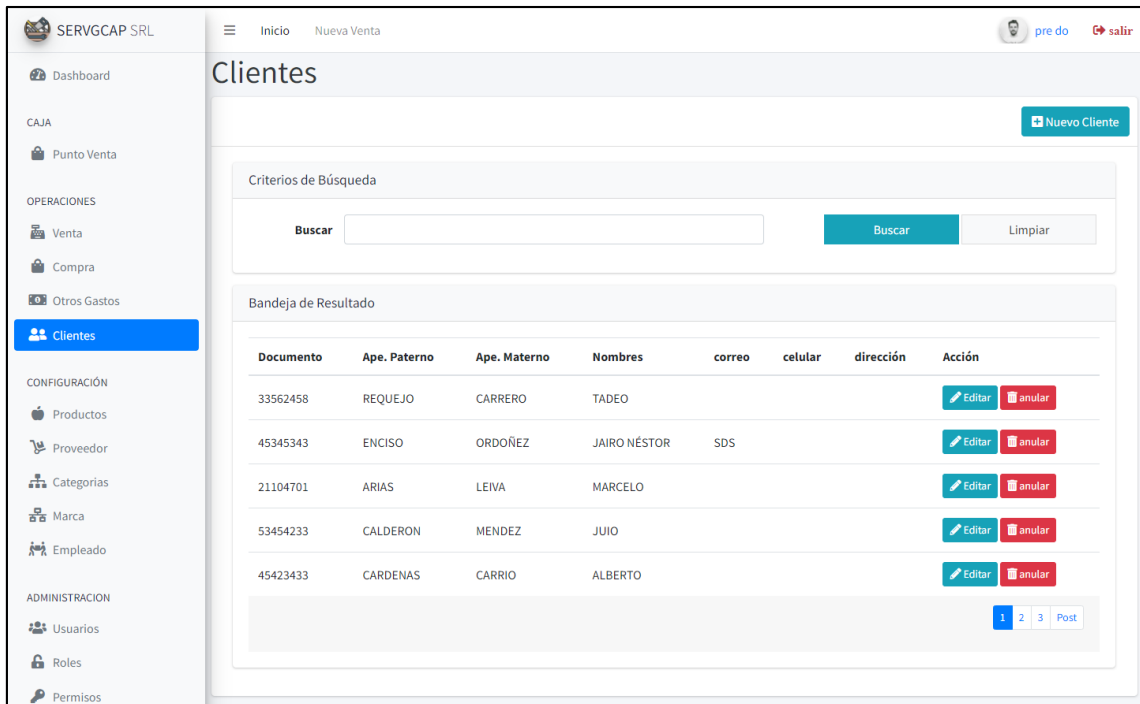 SERVGCAP SRL
Inicio Nueva Venta
pre do salir
Dashboard
CAJA
Punto Venta
OPERACIONES
Venta
Compra
Otros Gastos
Clientes
CONFIGURACIÓN
Productos
Proveedor
Categorias
Marca
Empleado
ADMINISTRACION
Usuarios
Roles
Permisos
Clientes
Nuevo Cliente
Criterios de Búsqueda
Buscar Buscar Limpiar
Bandeja de Resultado
Documento Ape. Paterno Ape. Materno Nombres correo celular dirección Acción
33562458 REQUEJO CARRERO TADEO Editar anular
45345343 ENCISO ORDOÑEZ JAIRO NÉSTOR SDS Editar anular
21104701 ARIAS LEIVA MARCELO Editar anular
53454233 CALDERON MENDEZ JUIO Editar anular
45423433 CARDENAS CARRIO ALBERTO Editar anular
1 2 3 Post